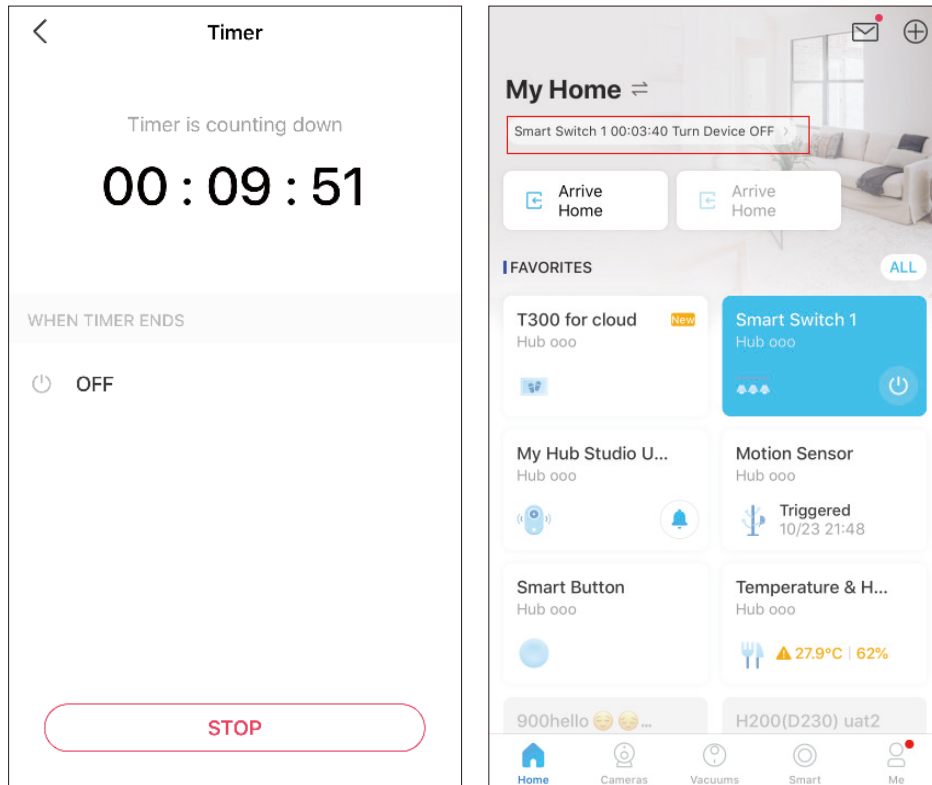 Timer
Timer is counting down
00 : 09 : 51
WHEN TIMER ENDS
OFF
STOP
My Home
Smart Switch 1 00:03:40 Turn Device OFF
Arrive
Home
Arrive
Home
FAVORITES
ALL
T300 for cloud
New
Hub ooo
Smart Switch 1
Hub ooo
My Hub Studio U...
Hub ooo
Motion Sensor
Hub ooo
Triggered
10/23 21:48
Smart Button
Hub ooo
Temperature & H...
Hub ooo
27.9°C | 62%
900hello 😔😔...
H200(D230) uat2
Home
Cameras
Vacuums
Smart
Me